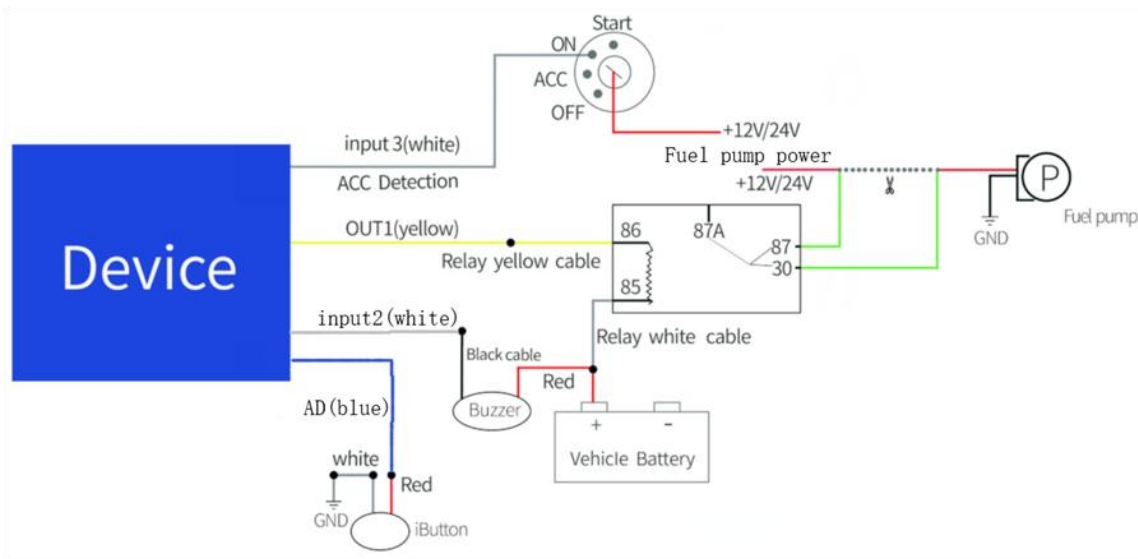 Start
ON
ACC
OFF
+12V/24V
input 3(white)
ACC Detection
Fuel pump power
+12V/24V
P
Fuel pump
GND
Device
OUT1(yellow)
Relay yellow cable
86
87A
87
30
85
Relay white cable
input2(white)
Black cable
Red
Buzzer
+
-
Vehicle Battery
AD(blue)
white
Red
GND
iButton